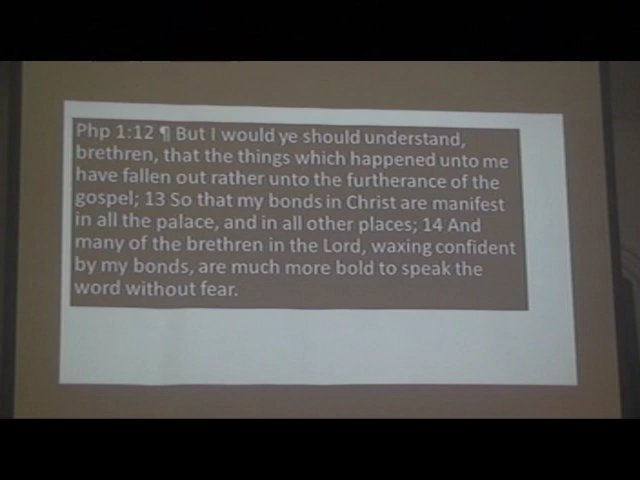 Php 1:12 ¶ But I would ye should understand,
brethren, that the things which happened unto me
have fallen out rather unto the furtherance of the
gospel; 13 So that my bonds in Christ are manifest
in all the palace, and in all other places; 14 And
many of the brethren in the Lord, waxing confident
by my bonds, are much more bold to speak the
word without fear.